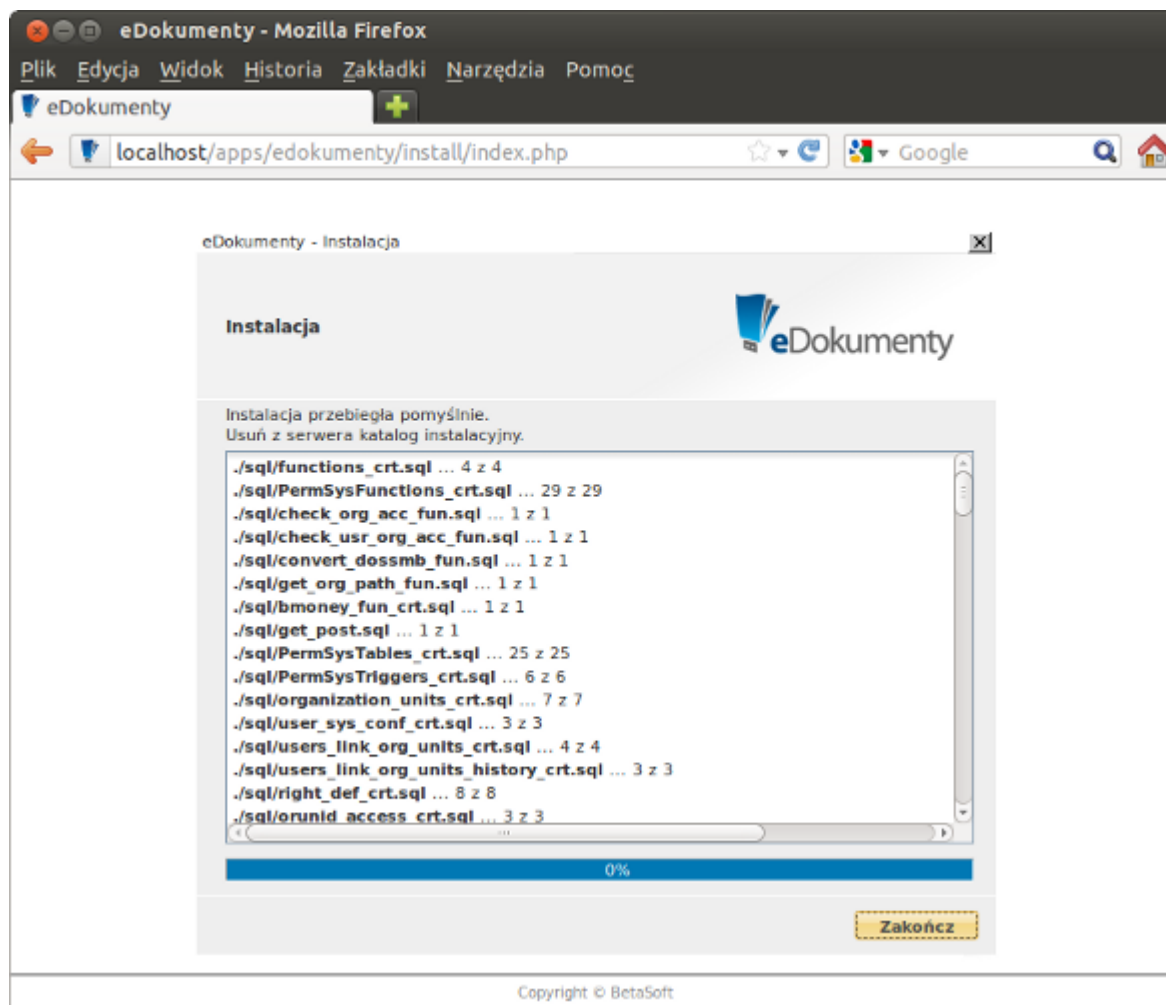 eDokumenty - Mozilla Firefox
Plik Edycja Widok Historia Zakładki Narzędzia Pomoc
eDokumenty
localhost/apps/edokumenty/install/index.php Google
eDokumenty - Instalacja
Instalacja
eDokumenty
Instalacja przebiegła pomyślnie.
Usuń z serwera katalog instalacyjny.
./sql/functions_crt.sql ... 4 z 4
./sql/PermSysFunctions_crt.sql ... 29 z 29
./sql/check_org_acc_fun.sql ... 1 z 1
./sql/check_usr_org_acc_fun.sql ... 1 z 1
./sql/convert_dossmb_fun.sql ... 1 z 1
./sql/get_org_path_fun.sql ... 1 z 1
./sql/bmoney_fun_crt.sql ... 1 z 1
./sql/get_post.sql ... 1 z 1
./sql/PermSysTables_crt.sql ... 25 z 25
./sql/PermSysTriggers_crt.sql ... 6 z 6
./sql/organization_units_crt.sql ... 7 z 7
./sql/user_sys_conf_crt.sql ... 3 z 3
./sql/users_link_org_units_crt.sql ... 4 z 4
./sql/users_link_org_units_history_crt.sql ... 3 z 3
./sql/right_def_crt.sql ... 8 z 8
./sql/orunid_access_crt.sql ... 3 z 3
0%
Zakończ
Copyright © BetaSoft